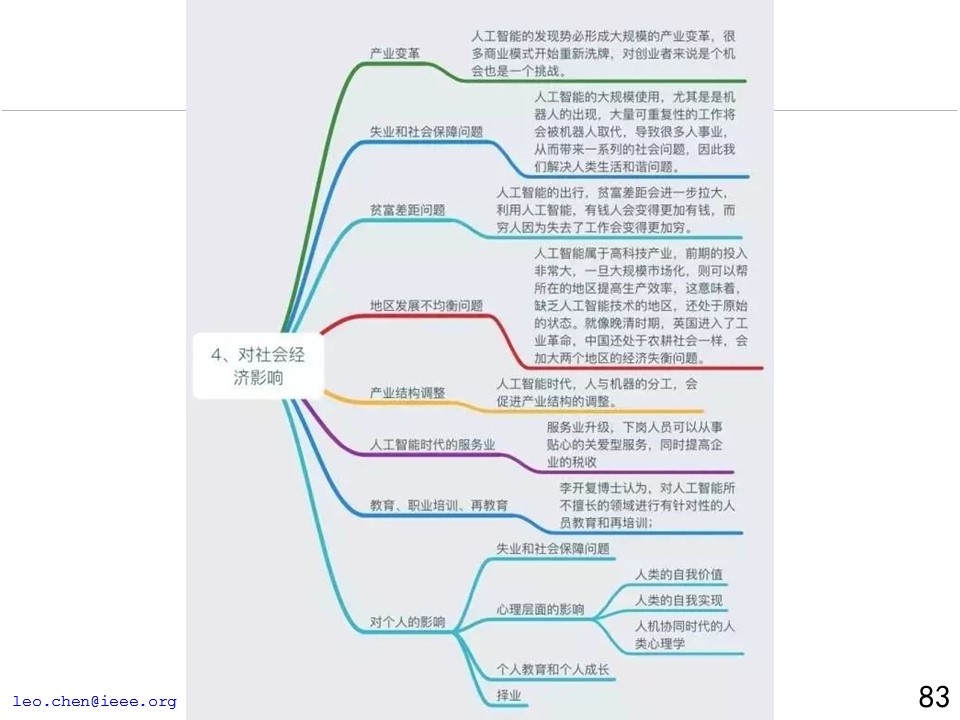 产业变革
人工智能的发现势必形成大规模的产业变革，很
多商业模式开始重新洗牌，对创业者来说是个机
会也是一个挑战。
失业和社会保障问题
人工智能的大规模使用，尤其是是机
器人的出现，大量可重复性的工作将
会被机器人取代，导致很多人事业，
从而带来一系列的社会问题，因此我
们解决人类生活和谐问题。
贫富差距问题
人工智能的出行，贫富差距会进一步拉大，
利用人工智能，有钱人会变得更加有钱，而
穷人因为失去了工作会变得更加穷。
地区发展不均衡问题
人工智能属于高科技产业，前期的投入
非常大，一旦大规模市场化，则可以帮
所在的地区提高生产效率，这意味着，
缺乏人工智能技术的地区，还处于原始
的状态。就像晚清时期，英国进入了工
业革命，中国还处于农耕社会一样，会
加大两个地区的经济失衡问题。
4、对社会经
济影响
产业结构调整
人工智能时代，人与机器的分工，会
促进产业结构的调整。
人工智能时代的服务业
服务业升级，下岗人员可以从事
贴心的关爱型服务，同时提高企
业的税收
教育、职业培训、再教育
李开复博士认为，对人工智能所
不擅长的领域进行有针对性的人
员教育和再培训；
对个人的影响
失业和社会保障问题
心理层面的影响
人类的自我价值
人类的自我实现
人机协同时代的人
类心理学
个人教育和个人成长
择业
leo.chen@ieee.org
83